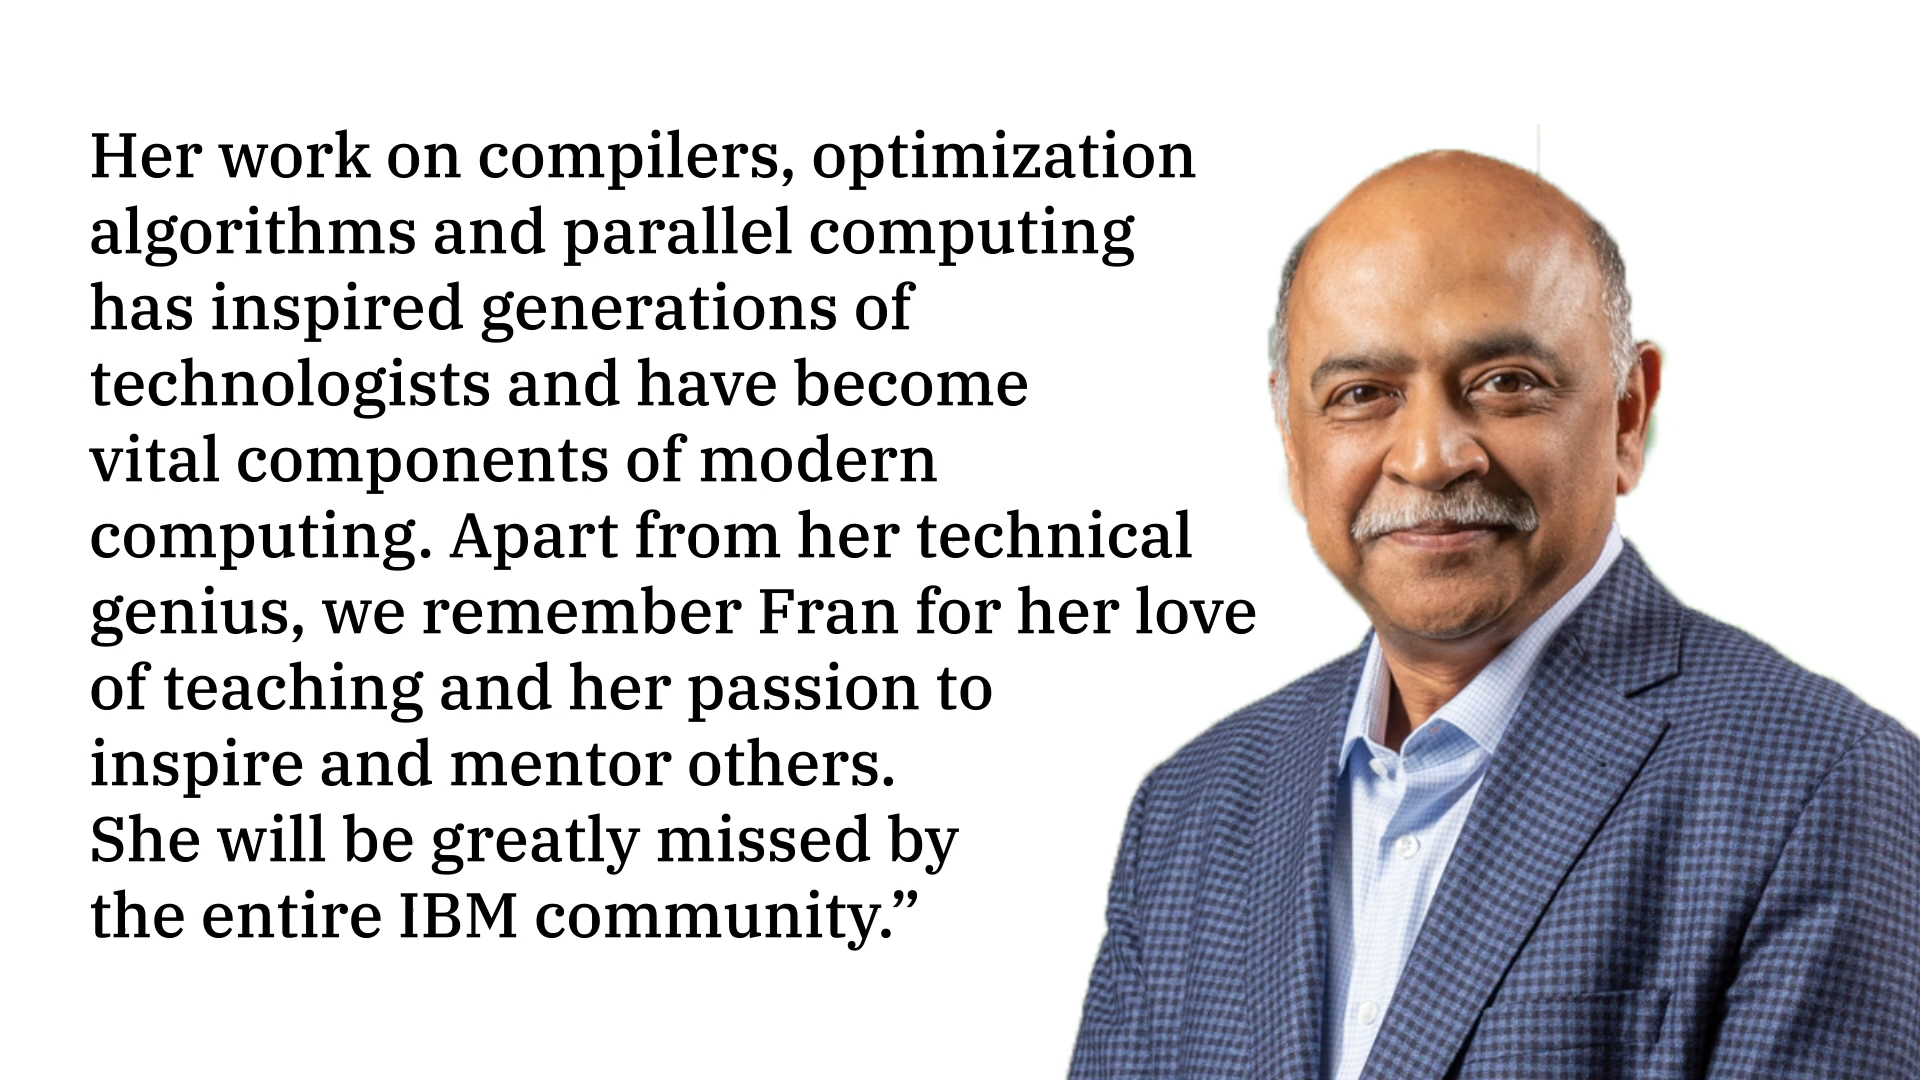 Her work on compilers, optimization
algorithms and parallel computing
has inspired generations of
technologists and have become
vital components of modern
computing. Apart from her technical
genius, we remember Fran for her love
of teaching and her passion to
inspire and mentor others.
She will be greatly missed by
the entire IBM community.”